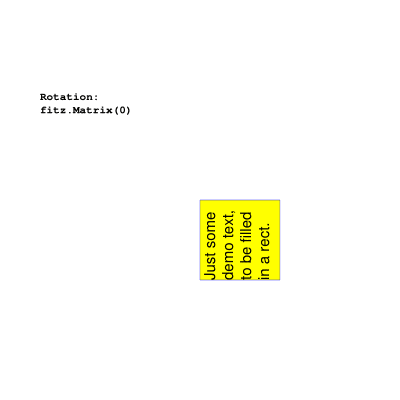 Rotation:
fitz.Matrix(0)
Just some
demo text,
to be filled
in a rect.